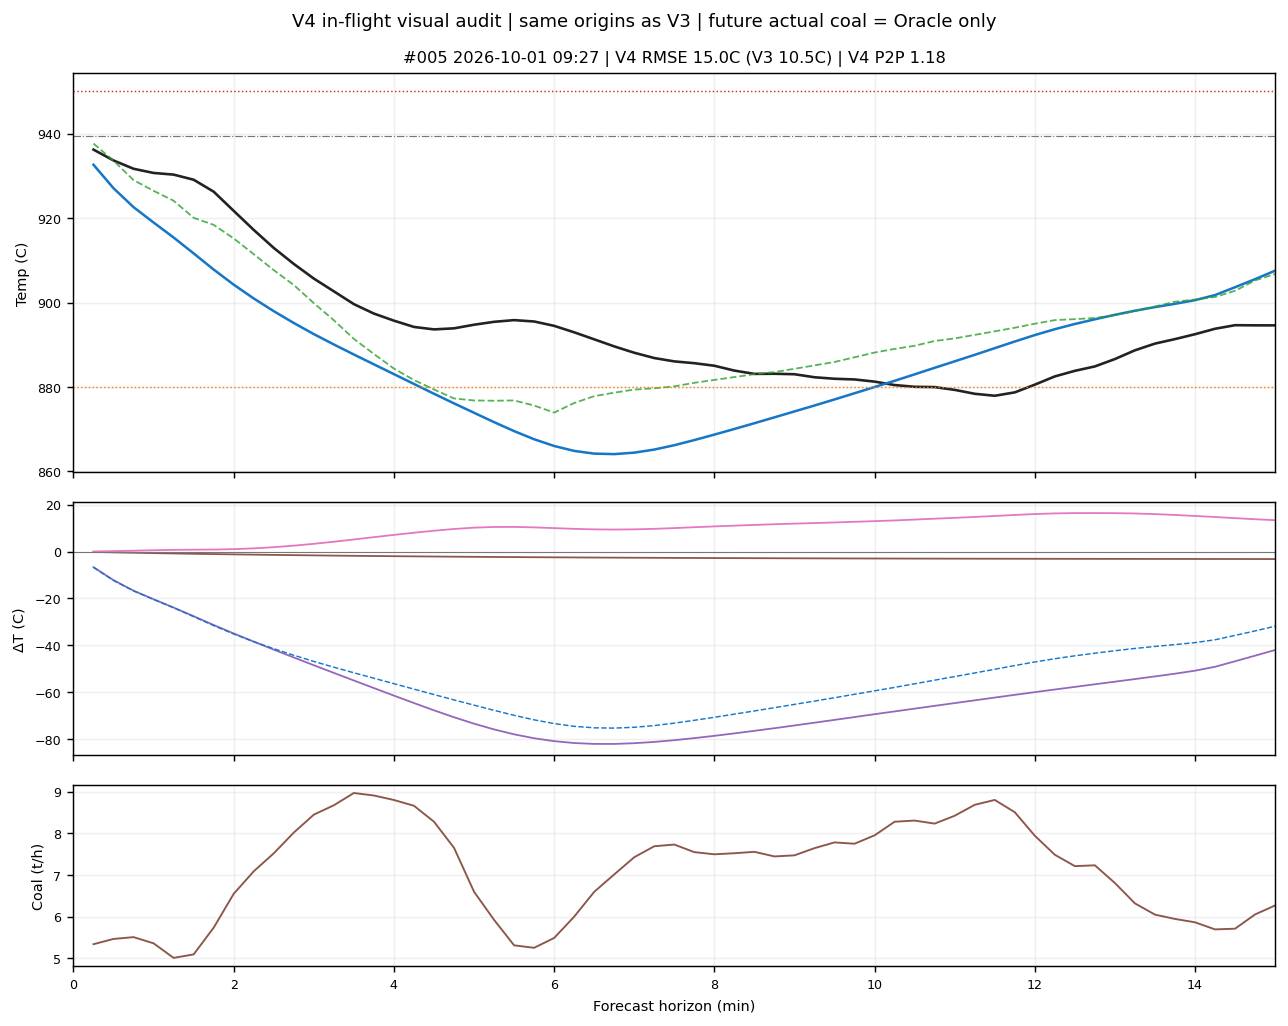 V4 in-flight visual audit | same origins as V3 | future actual coal = Oracle only
#005 2026-10-01 09:27 | V4 RMSE 15.0C (V3 10.5C) | V4 P2P 1.18
Temp (C)
940
920
900
880
860
ΔT (C)
20
0
−20
−40
−60
−80
Coal (t/h)
9
8
7
6
5
0 2 4 6 8 10 12 14
Forecast horizon (min)